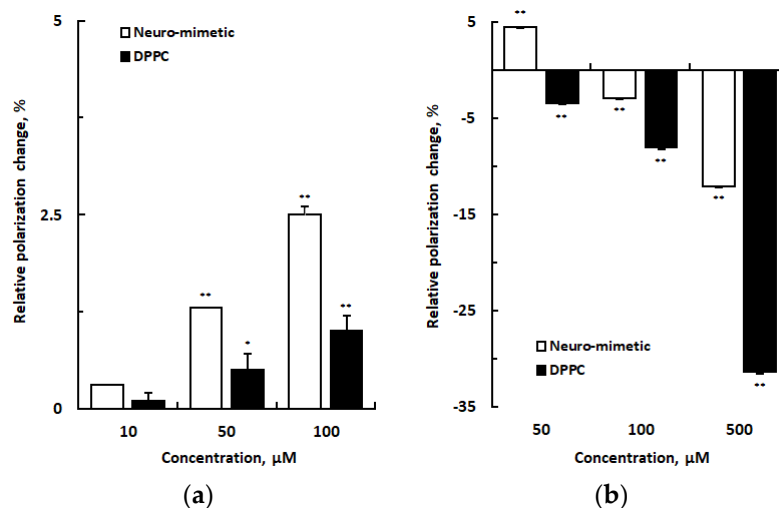 5
Neuro-mimetic
DPPC
Relative polarization change, %
2.5
0
**
**
*
**
10 50 100
Concentration, µM
(a)
5
-5
-15
-25
-35
Relative polarization change, %
**
**
**
**
**
**
Neuro-mimetic
DPPC
50 100 500
Concentration, µM
(b)